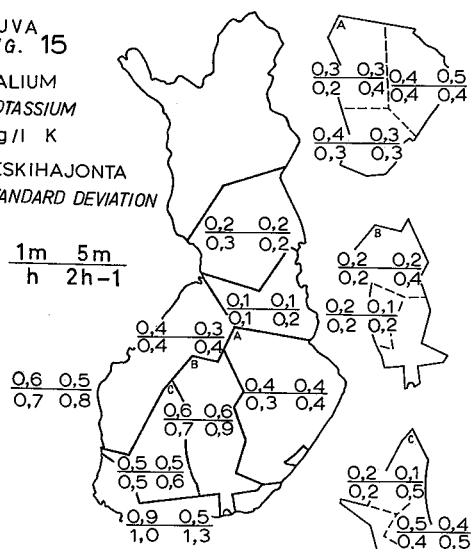 UVA
G. 15
ALIUM
OTASSIUM
g/l K
ESKIHAJONTA
TANDARD DEVIATION
1m 5m
h 2h-1
0,2 0,2
0,3 0,2
0,1 0,1
0,1 0,2
0,4 0,3
0,4 0,4
A
B
C
0,6 0,5
0,7 0,8
0,4 0,4
0,3 0,4
0,6 0,6
0,7 0,9
0,5 0,5
0,5 0,6
0,9 0,5
1,0 1,3
A
0,3 0,3
0,2 0,4
0,4 0,5
0,4 0,4
0,4 0,3
0,3 0,3
B
0,2 0,2
0,2 0,4
0,2 0,1
0,2 0,2
C
0,2 0,1
0,2 0,5
0,5 0,4
0,4 0,5